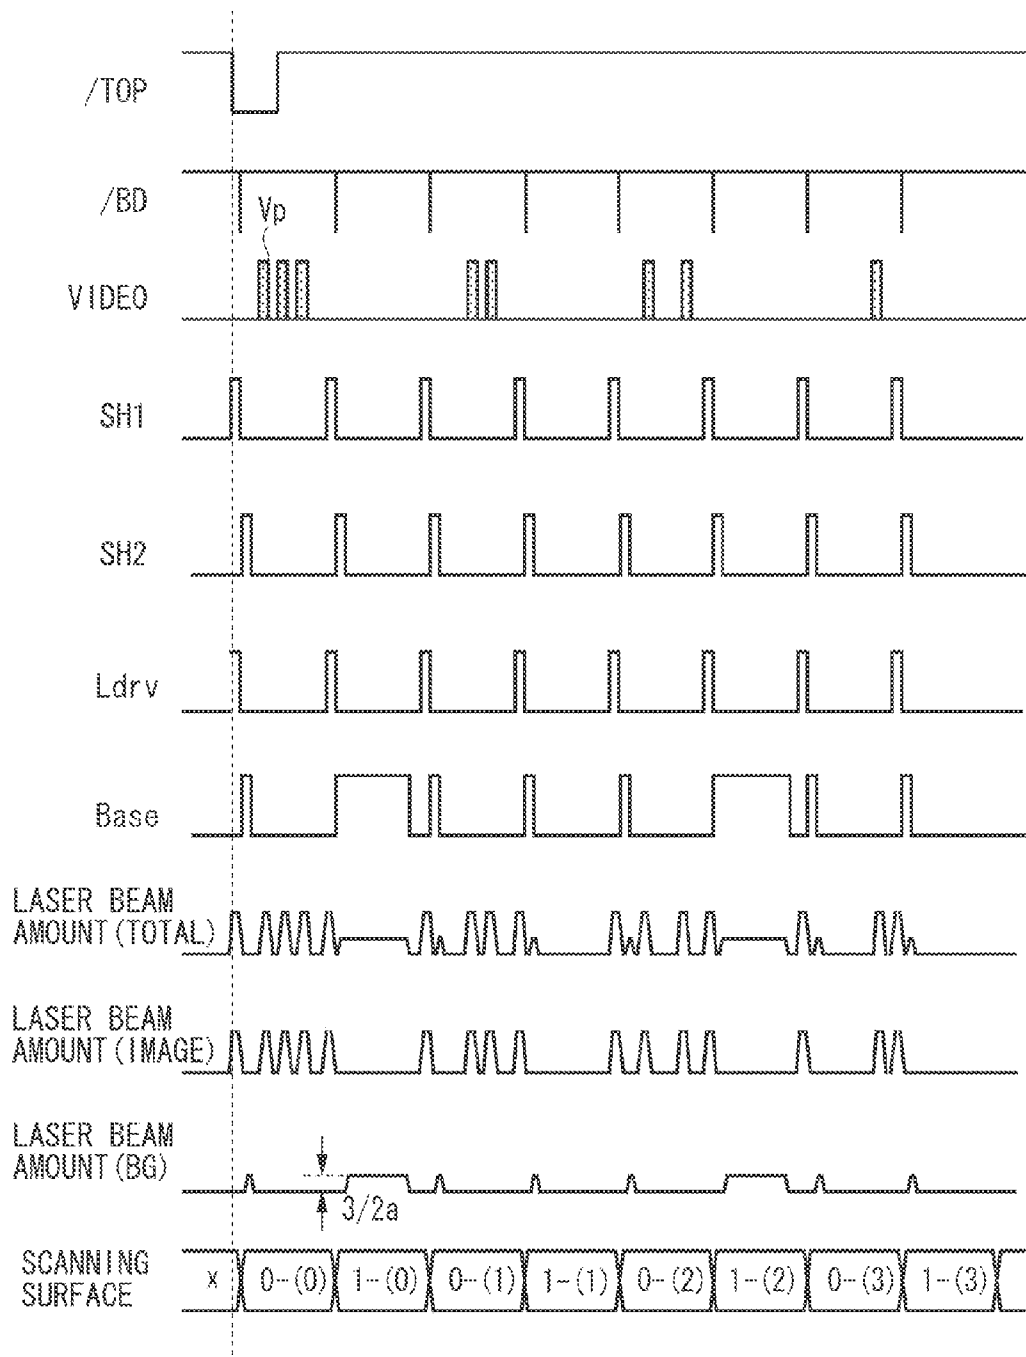 /TOP
/BD
Vp
VIDEO
SH1
SH2
Ldrv
Base
LASER BEAM
AMOUNT(TOTAL)
LASER BEAM
AMOUNT(IMAGE)
LASER BEAM
AMOUNT(BG)
3/2a
SCANNING
SURFACE
x 0-(0) 1-(0) 0-(1) 1-(1) 0-(2) 1-(2) 0-(3) 1-(3)